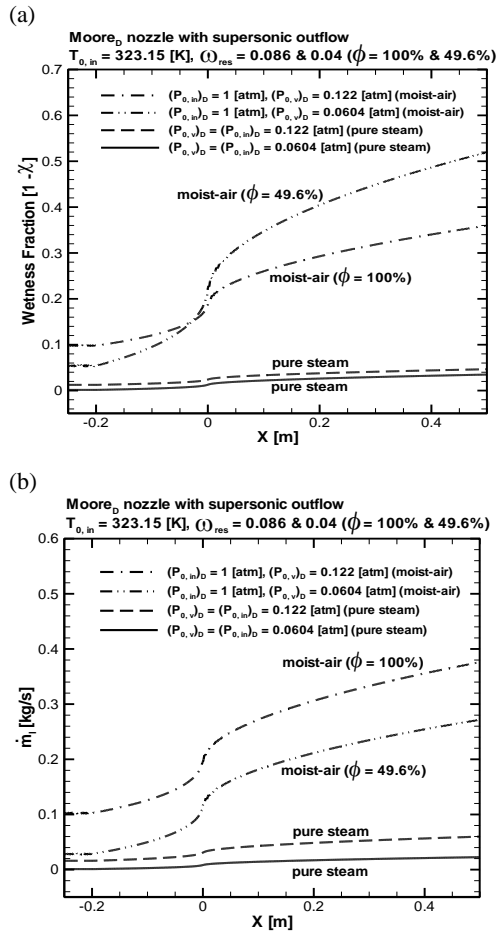 (a)
Moore_D nozzle with supersonic outflow
T_0, in = 323.15 [K], ω_res = 0.086 & 0.04 (ϕ = 100% & 49.6%)
0.7
(P_0, in)_D = 1 [atm], (P_0, v)_D = 0.122 [atm] (moist-air)
(P_0, in)_D = 1 [atm], (P_0, v)_D = 0.0604 [atm] (moist-air)
(P_0, v)_D = (P_0, in)_D = 0.122 [atm] (pure steam)
(P_0, v)_D = (P_0, in)_D = 0.0604 [atm] (pure steam)
0.6
0.5
moist-air (ϕ = 49.6%)
0.4
Wetness Fraction [1 -χ]
0.3
moist-air (ϕ = 100%)
0.2
0.1
pure steam
0
pure steam
-0.2 0 0.2 0.4
X [m]
(b)
Moore_D nozzle with supersonic outflow
T_0, in = 323.15 [K], ω_res = 0.086 & 0.04 (ϕ = 100% & 49.6%)
0.6
(P_0, in)_D = 1 [atm], (P_0, v)_D = 0.122 [atm] (moist-air)
(P_0, in)_D = 1 [atm], (P_0, v)_D = 0.0604 [atm] (moist-air)
(P_0, v)_D = (P_0, in)_D = 0.122 [atm] (pure steam)
(P_0, v)_D = (P_0, in)_D = 0.0604 [atm] (pure steam)
0.5
0.4
moist-air (ϕ = 100%)
0.3
ṁ_l [kg/s]
0.2
moist-air (ϕ = 49.6%)
0.1
pure steam
0
pure steam
-0.2 0 0.2 0.4
X [m]